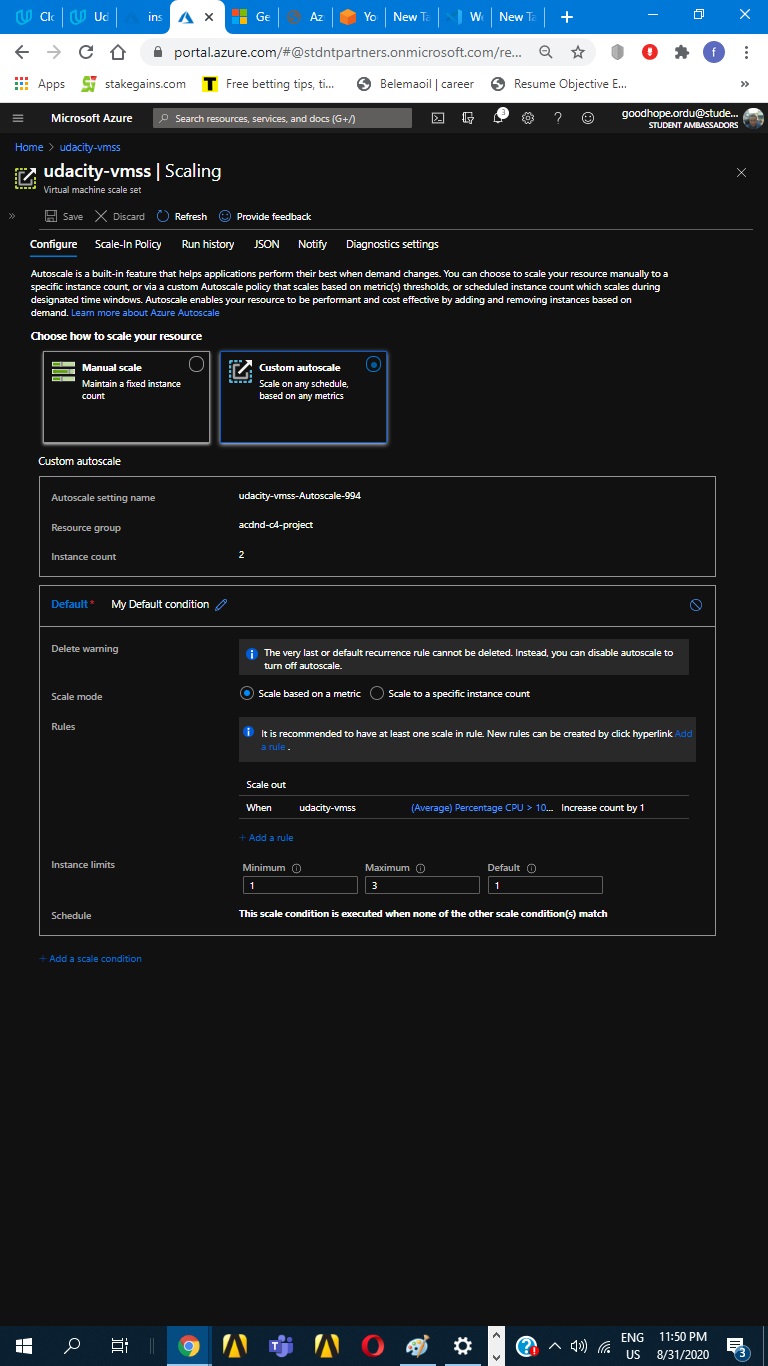 Clo
Ud
ins
Ge
Az
Yo
New Ta
W
New Ta
portal.azure.com/#@stdntpartners.onmicrosoft.com/re...
f
Apps
stakegains.com
T
Free betting tips, ti...
Belemaoil | career
Resume Objective E...
»
Microsoft Azure
Search resources, services, and docs (G+/)
3
?
goodhope.ordu@stude...
STUDENT AMBASSADORS
Home > udacity-vmss
udacity-vmss | Scaling
Virtual machine scale set
»
Save
Discard
Refresh
Provide feedback
Configure
Scale-In Policy
Run history
JSON
Notify
Diagnostics settings
Autoscale is a built-in feature that helps applications perform their best when demand changes. You can choose to scale your resource manually to a
specific instance count, or via a custom Autoscale policy that scales based on metric(s) thresholds, or scheduled instance count which scales during
designated time windows. Autoscale enables your resource to be performant and cost effective by adding and removing instances based on
demand. Learn more about Azure Autoscale
Choose how to scale your resource
Manual scale
Maintain a fixed instance
count
Custom autoscale
Scale on any schedule,
based on any metrics
Custom autoscale
Autoscale setting name
udacity-vmss-Autoscale-994
Resource group
acdnd-c4-project
Instance count
2
Default*
My Default condition
Delete warning
The very last or default recurrence rule cannot be deleted. Instead, you can disable autoscale to
turn off autoscale.
Scale mode
Scale based on a metric
Scale to a specific instance count
Rules
It is recommended to have at least one scale in rule. New rules can be created by click hyperlink Add
a rule .
Scale out
When
udacity-vmss
(Average) Percentage CPU > 10...
Increase count by 1
+ Add a rule
Instance limits
Minimum
Maximum
Default
1
3
1
Schedule
This scale condition is executed when none of the other scale condition(s) match
+ Add a scale condition
ENG
US
11:50 PM
8/31/2020
3